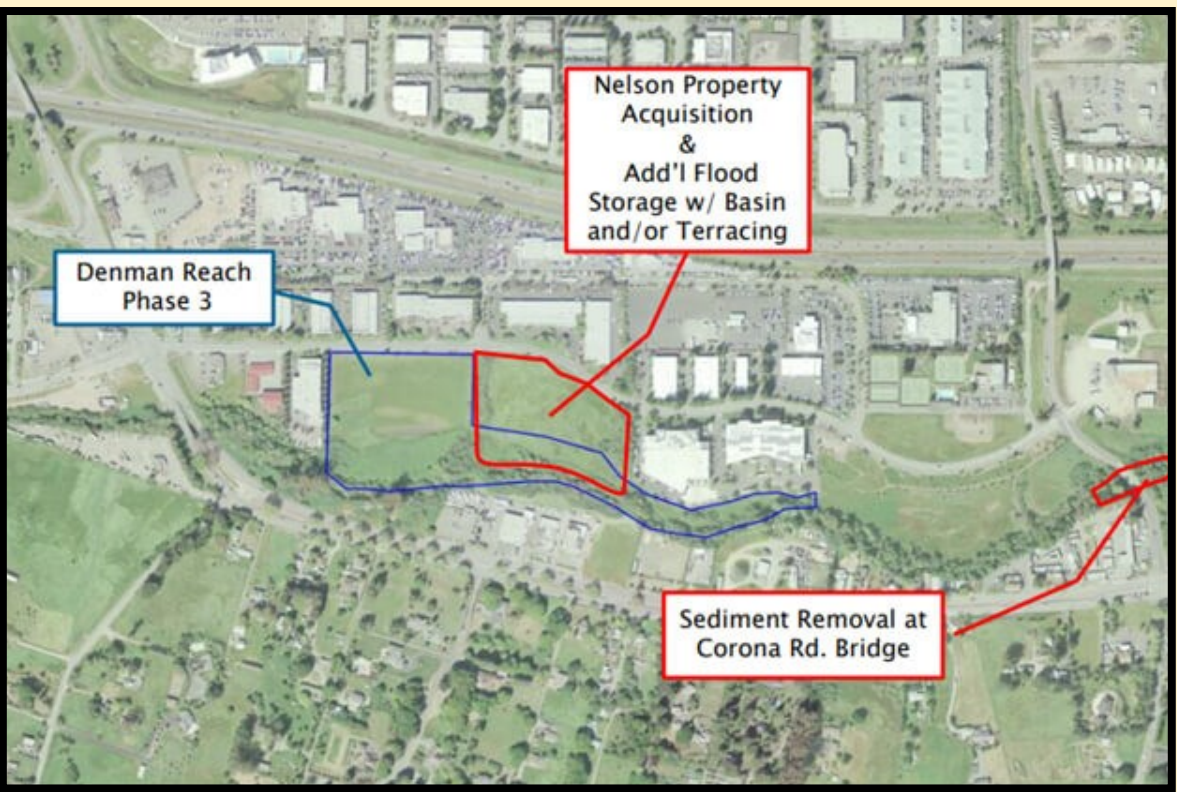 Nelson Property
Acquisition
&
Add'l Flood
Storage w/ Basin
and/or Terracing
Denman Reach
Phase 3
Sediment Removal at
Corona Rd. Bridge